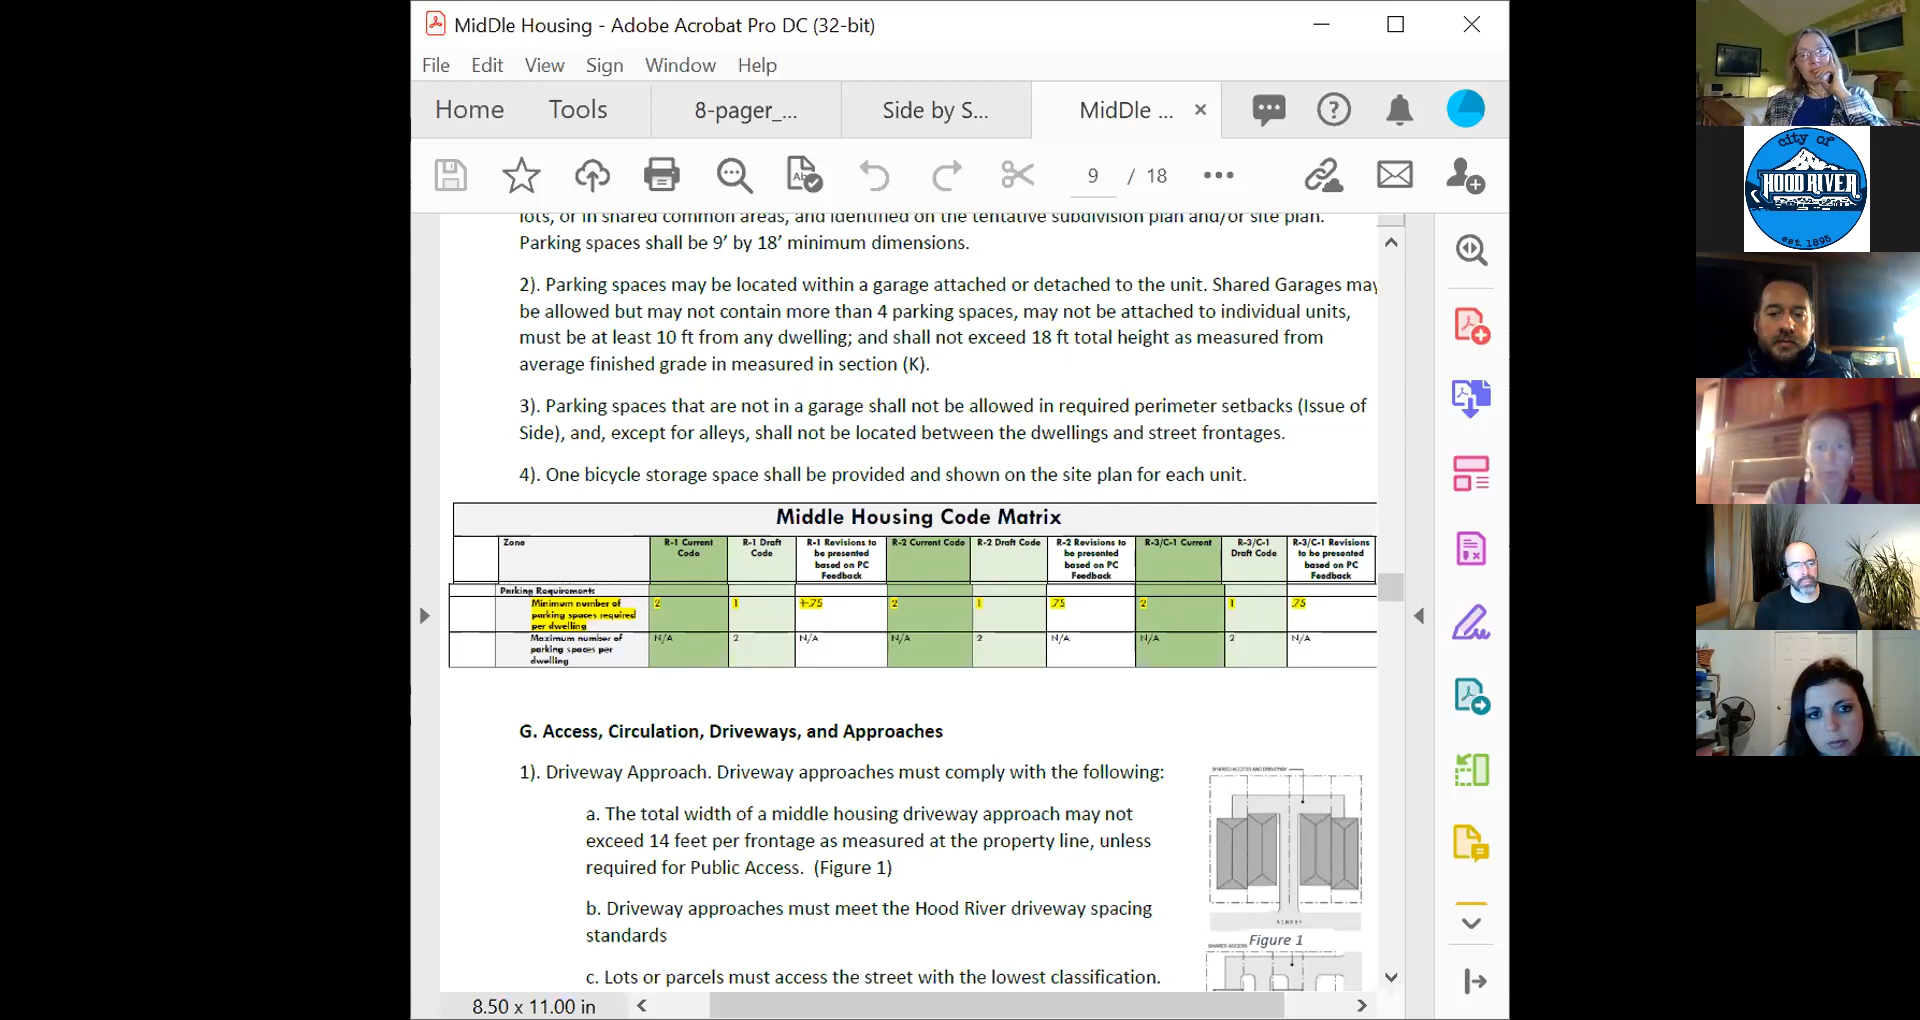 MidDle Housing - Adobe Acrobat Pro DC (32-bit)
File Edit View Sign Window Help
Home Tools 8-pager_... Side by S... MidDle ...
9 / 18
lots, or in shared common areas, and identified on the tentative subdivision plan and/or site plan.
Parking spaces shall be 9’ by 18’ minimum dimensions.
2). Parking spaces may be located within a garage attached or detached to the unit. Shared Garages may
be allowed but may not contain more than 4 parking spaces, may not be attached to individual units,
must be at least 10 ft from any dwelling; and shall not exceed 18 ft total height as measured from
average finished grade in measured in section (K).
3). Parking spaces that are not in a garage shall not be allowed in required perimeter setbacks (Issue of
Side), and, except for alleys, shall not be located between the dwellings and street frontages.
4). One bicycle storage space shall be provided and shown on the site plan for each unit.
Middle Housing Code Matrix
Zone R-1 Current Code R-1 Draft Code R-1 Revisions to be presented based on PC Feedback R-2 Current Code R-2 Draft Code R-2 Revisions to be presented based on PC Feedback R-3/C-1 Current R-3/C-1 Draft Code R-3/C-1 Revisions to be presented based on PC Feedback
Parking Requirements
Minimum number of parking spaces required per dwelling 2 1 1 .75 2 1 .75 2 1 .75
Maximum number of parking spaces per dwelling N/A 2 N/A N/A 2 N/A N/A 2 N/A
G. Access, Circulation, Driveways, and Approaches
1). Driveway Approach. Driveway approaches must comply with the following:
a. The total width of a middle housing driveway approach may not
exceed 14 feet per frontage as measured at the property line, unless
required for Public Access. (Figure 1)
b. Driveway approaches must meet the Hood River driveway spacing
standards
c. Lots or parcels must access the street with the lowest classification.
SHARED ACCESS AND DRIVEWAY
STREET
Figure 1
SHARED ACCESS
8.50 x 11.00 in
city of
HOOD RIVER
est. 1895